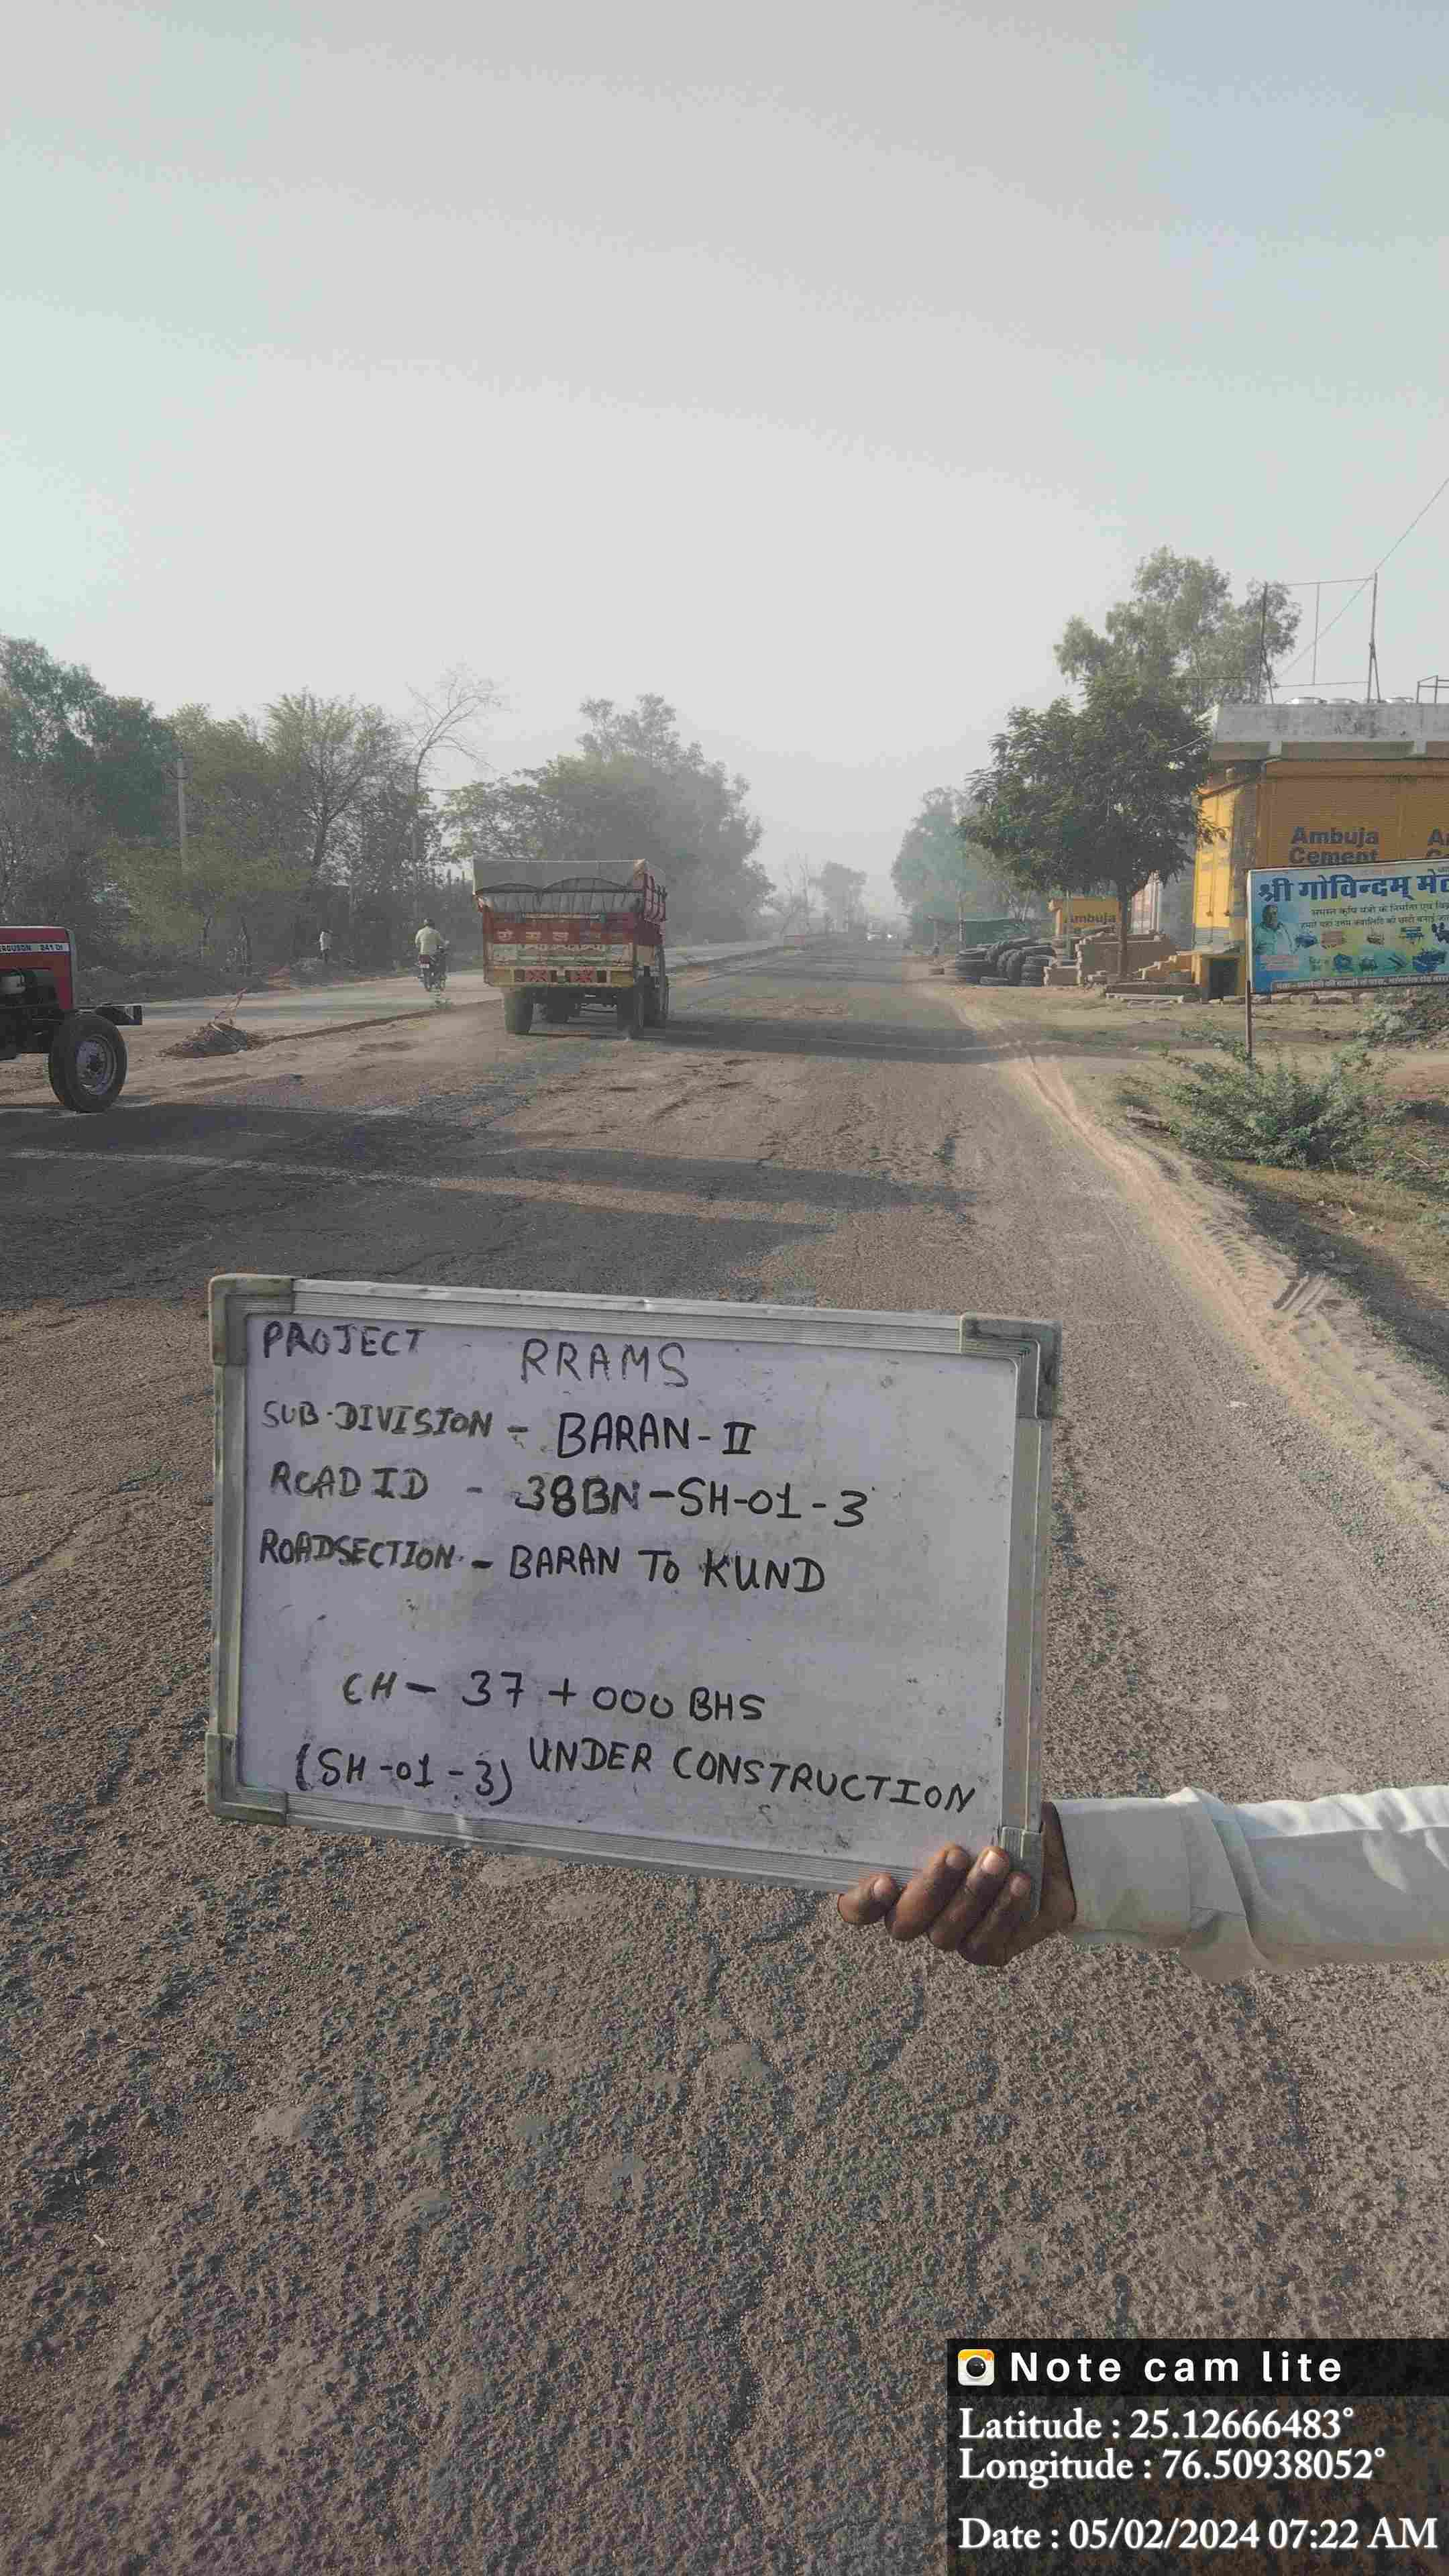 Ambuja
Cement
Ambuja
श्री गोविन्दम्
241 DI
PROJECT - RRAMS
SUB-DIVISION - BARAN-II
ROAD ID - 38BN-SH-01-3
ROADSECTION - BARAN TO KUND
CH - 37 + 000 BHS
(SH-01-3) UNDER CONSTRUCTION
Note cam lite
Latitude : 25.12666483°
Longitude : 76.50938052°
Date : 05/02/2024 07:22 AM